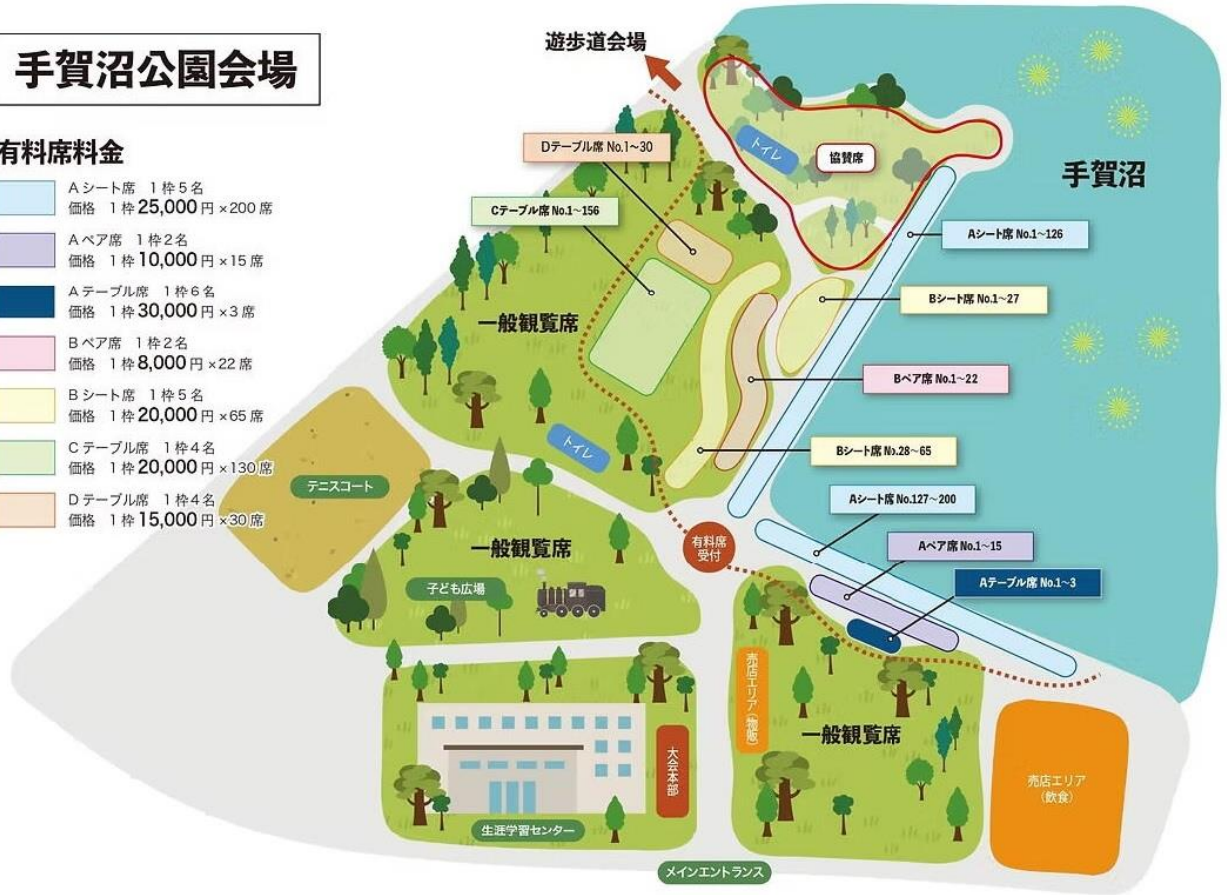 手賀沼公園会場
有料席料金
Aシート席 1枠5名
価格 1枠25,000円×200席
Aペア席 1枠2名
価格 1枠10,000円×15席
Aテーブル席 1枠6名
価格 1枠30,000円×3席
Bペア席 1枠2名
価格 1枠8,000円×22席
Bシート席 1枠5名
価格 1枠20,000円×65席
Cテーブル席 1枠4名
価格 1枠20,000円×130席
Dテーブル席 1枠4名
価格 1枠15,000円×30席
遊歩道会場
Dテーブル席 No.1~30
トイレ
協賛席
手賀沼
Cテーブル席 No.1~156
Aシート席 No.1~126
Bシート席 No.1~27
一般観覧席
Bペア席 No.1~22
トイレ
Bシート席 No.28~65
テニスコート
Aシート席 No.127~200
有料席
受付
一般観覧席
Aペア席 No.1~15
Aテーブル席 No.1~3
子ども広場
売店エリア(物販)
一般観覧席
大会本部
売店エリア
(飲食)
生涯学習センター
メインエントランス